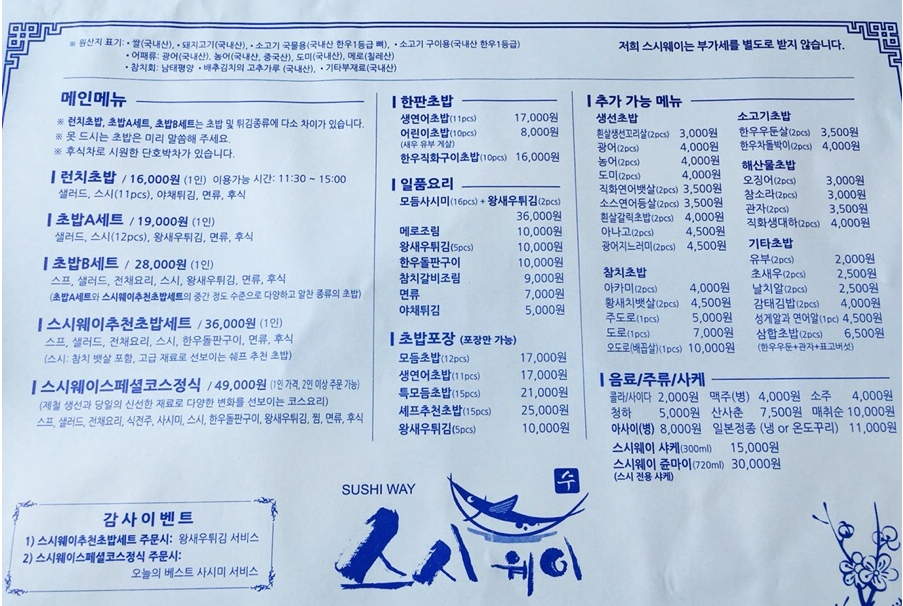 ※ 원산지 표기: • 쌀(국내산), • 돼지고기(국내산), • 소고기 국물용(국내산 한우1등급 뼈), • 소고기 구이용(국내산 한우1등급)
• 어패류: 광어(국내산), 농어(국내산, 중국산), 도미(국내산), 메로(칠레산)
• 참치회: 남태평양 • 배추김치의 고추가루 (국내산), • 기타부재료(국내산)
저희 스시웨이는 부가세를 별도로 받지 않습니다.
메인메뉴
※ 런치초밥, 초밥A세트, 초밥B세트는 초밥 및 튀김종류에 다소 차이가 있습니다.
※ 못 드시는 초밥은 미리 말씀해 주세요.
※ 후식차로 시원한 단호박차가 있습니다.
런치초밥 / 16,000원 (1인) 이용가능 시간: 11:30 ~ 15:00
샐러드, 스시(11pcs), 야채튀김, 면류, 후식
초밥A세트 / 19,000원 (1인)
샐러드, 스시(12pcs), 왕새우튀김, 면류, 후식
초밥B세트 / 28,000원 (1인)
스프, 샐러드, 전채요리, 스시, 왕새우튀김, 면류, 후식
(초밥A세트와 스시웨이추천초밥세트의 중간 정도 수준으로 다양하고 알찬 종류의 초밥)
스시웨이추천초밥세트 / 36,000원 (1인)
스프, 샐러드, 전채요리, 스시, 한우돌판구이, 면류, 후식
(스시: 참치 뱃살 포함, 고급 재료로 선보이는 쉐프 추천 초밥)
스시웨이스페셜코스정식 / 49,000원 (1인 가격, 2인 이상 주문 가능)
(제철 생선과 당일의 신선한 재료로 다양한 변화를 선보이는 코스요리)
스프, 샐러드, 전채요리, 식전주, 사시미, 스시, 한우돌판구이, 왕새우튀김, 찜, 면류, 후식
감사이벤트
1) 스시웨이추천초밥세트 주문시: 왕새우튀김 서비스
2) 스시웨이스페셜코스정식 주문시:
오늘의 베스트 사시미 서비스
한판초밥
생연어초밥(11pcs) 17,000원
어린이초밥(10pcs) 8,000원
(새우 유부 게살)
한우직화구이초밥(10pcs) 16,000원
일품요리
모듬사시미(16pcs) + 왕새우튀김(2pcs)
36,000원
메로조림 10,000원
왕새우튀김(5pcs) 10,000원
한우돌판구이 10,000원
참치갈비조림 9,000원
면류 7,000원
야채튀김 5,000원
초밥포장 (포장만 가능)
모듬초밥(12pcs) 17,000원
생연어초밥(11pcs) 17,000원
특모듬초밥(15pcs) 21,000원
셰프추천초밥(15pcs) 25,000원
왕새우튀김(5pcs) 10,000원
추가 가능 메뉴
생선초밥
흰살생선꼬리살(2pcs) 3,000원
광어(2pcs) 4,000원
농어(2pcs) 4,000원
도미(2pcs) 4,000원
직화연어뱃살(2pcs) 3,500원
소스연어등살(2pcs) 3,500원
흰살갈릭초밥(2pcs) 4,000원
아나고(2pcs) 4,500원
광어지느러미(2pcs) 4,500원
참치초밥
아카미(2pcs) 4,000원
황새치뱃살(2pcs) 4,500원
주도로(1pcs) 5,000원
도로(1pcs) 7,000원
오도로(배꼽살)(1pcs) 10,000원
소고기초밥
한우우둔살(2pcs) 3,500원
한우차돌박이(2pcs) 4,000원
해산물초밥
오징어(2pcs) 3,000원
참소라(2pcs) 3,000원
관자(2pcs) 3,500원
직화생대하(2pcs) 4,000원
기타초밥
유부(2pcs) 2,000원
초새우(2pcs) 2,500원
날치알(2pcs) 2,500원
감태김밥(2pcs) 4,000원
성게알과 연어알(1pc) 4,500원
삼합초밥(2pcs) 6,500원
(한우우둔+관자+표고버섯)
음료/주류/사케
콜라/사이다 2,000원 맥주(병) 4,000원 소주 4,000원
청하 5,000원 산사춘 7,500원 매취순 10,000원
아사이(병) 8,000원 일본정종 (냉 or 온도꾸리) 11,000원
스시웨이 샤케(300ml) 15,000원
스시웨이 쥰마이(720ml) 30,000원
(스시 전용 샤케)
SUSHI WAY
수
스시웨이